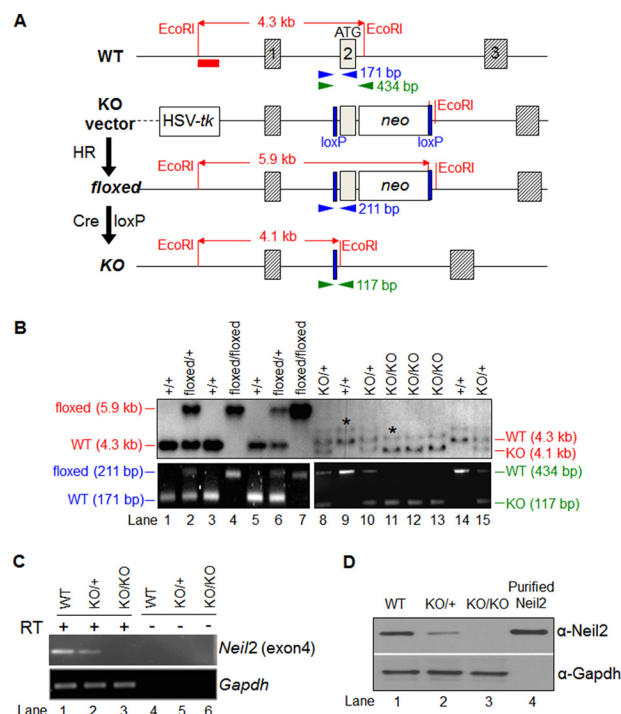 A
4.3 kb
EcoRI
EcoRI
ATG
WT
1
2
3
171 bp
434 bp
KO vector
HSV-tk
neo
EcoRI
loxP
loxP
HR
5.9 kb
floxed
EcoRI
EcoRI
neo
211 bp
Cre loxP
4.1 kb
EcoRI
EcoRI
KO
117 bp
B
+/+ floxed/+ +/+ floxed/floxed +/+ floxed/+ floxed/floxed KO/+ +/+ KO/+ KO/KO KO/KO KO/KO +/+ KO/+
floxed (5.9 kb)
* *
WT (4.3 kb)
WT (4.3 kb)
KO (4.1 kb)
floxed (211 bp)
WT (434 bp)
WT (171 bp)
KO (117 bp)
Lane 1 2 3 4 5 6 7 8 9 10 11 12 13 14 15
C
WT KO/+ KO/KO WT KO/+ KO/KO
RT + + + - - -
Neil2 (exon4)
Gapdh
Lane 1 2 3 4 5 6
D
WT KO/+ KO/KO Purified Neil2
α-Neil2
α-Gapdh
Lane 1 2 3 4